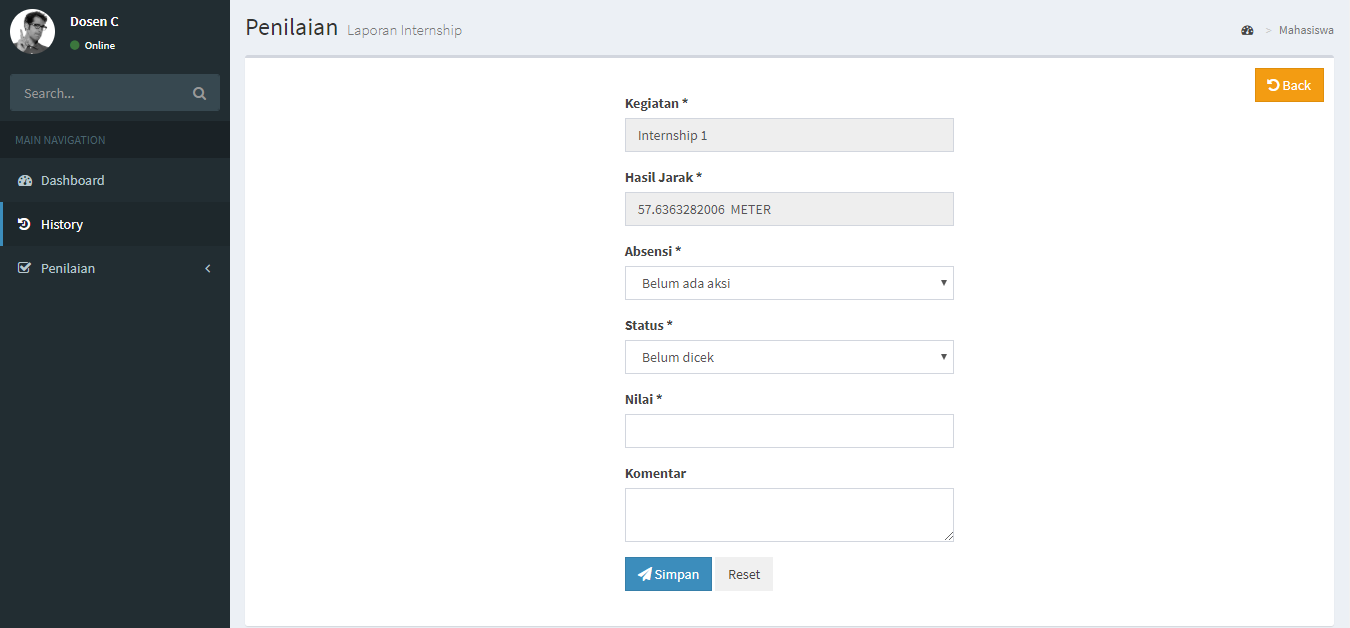 Dosen C
Online
Search...
MAIN NAVIGATION
Dashboard
History
Penilaian
Penilaian Laporan Internship
> Mahasiswa
Back
Kegiatan *
Internship 1
Hasil Jarak *
57.6363282006 METER
Absensi *
Belum ada aksi
Status *
Belum dicek
Nilai *
Komentar
Simpan Reset